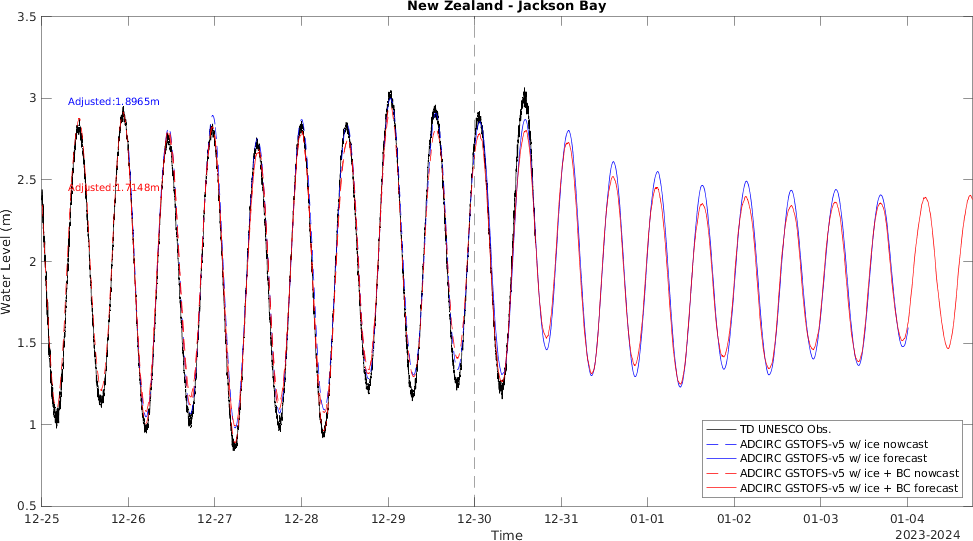 New Zealand - Jackson Bay
3.5
3
2.5
2
1.5
1
0.5
Water Level (m)
Adjusted:1.8965m
Adjusted:1.7148m
TD UNESCO Obs.
ADCIRC GSTOFS-v5 w/ ice nowcast
ADCIRC GSTOFS-v5 w/ ice forecast
ADCIRC GSTOFS-v5 w/ ice + BC nowcast
ADCIRC GSTOFS-v5 w/ ice + BC forecast
12-25 12-26 12-27 12-28 12-29 12-30 12-31 01-01 01-02 01-03 01-04
Time
2023-2024